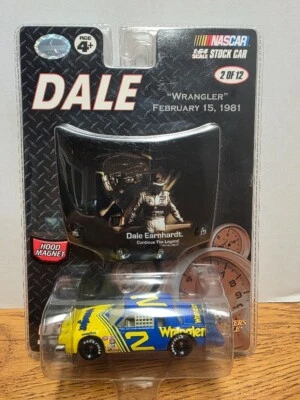 AGE
4+
NASCAR
1:64
SCALE
STOCK CAR
2 OF 12
DALE
"WRANGLER"
FEBRUARY 15, 1981
Dale Earnhardt.
Continue The Legend
HOOD
MAGNET
2
Wrangler